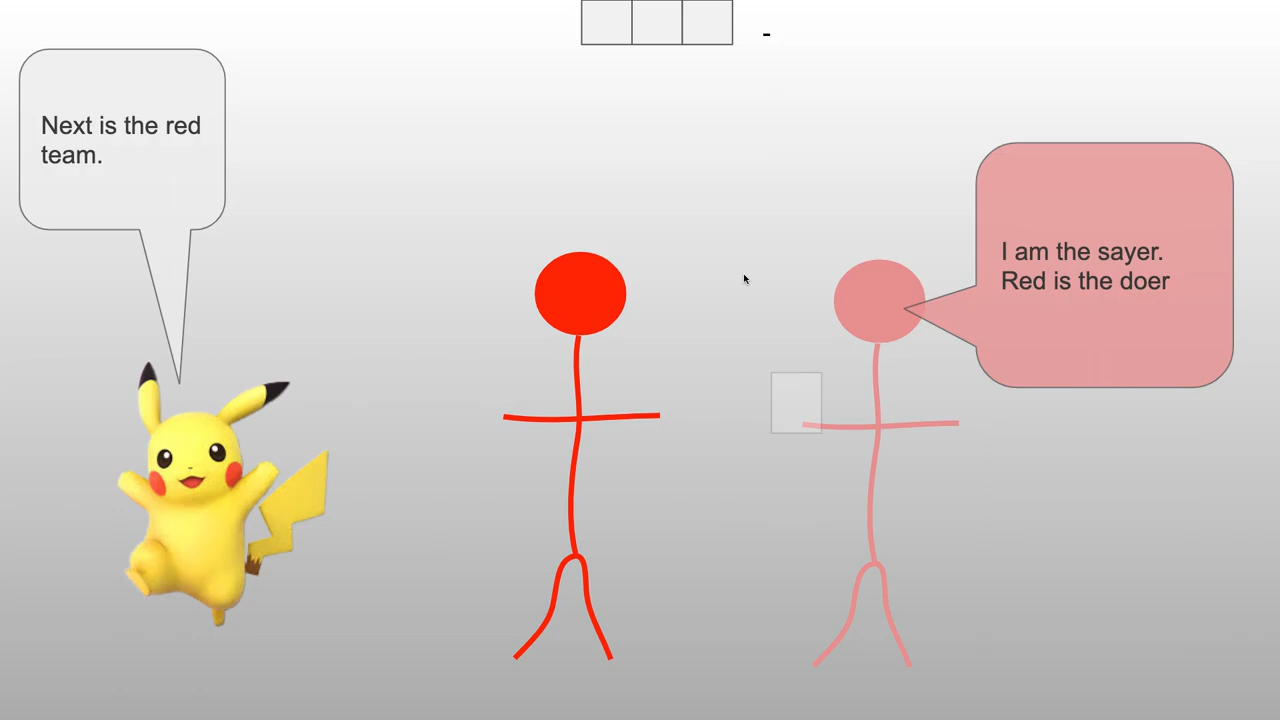 -
Next is the red
team.
I am the sayer.
Red is the doer